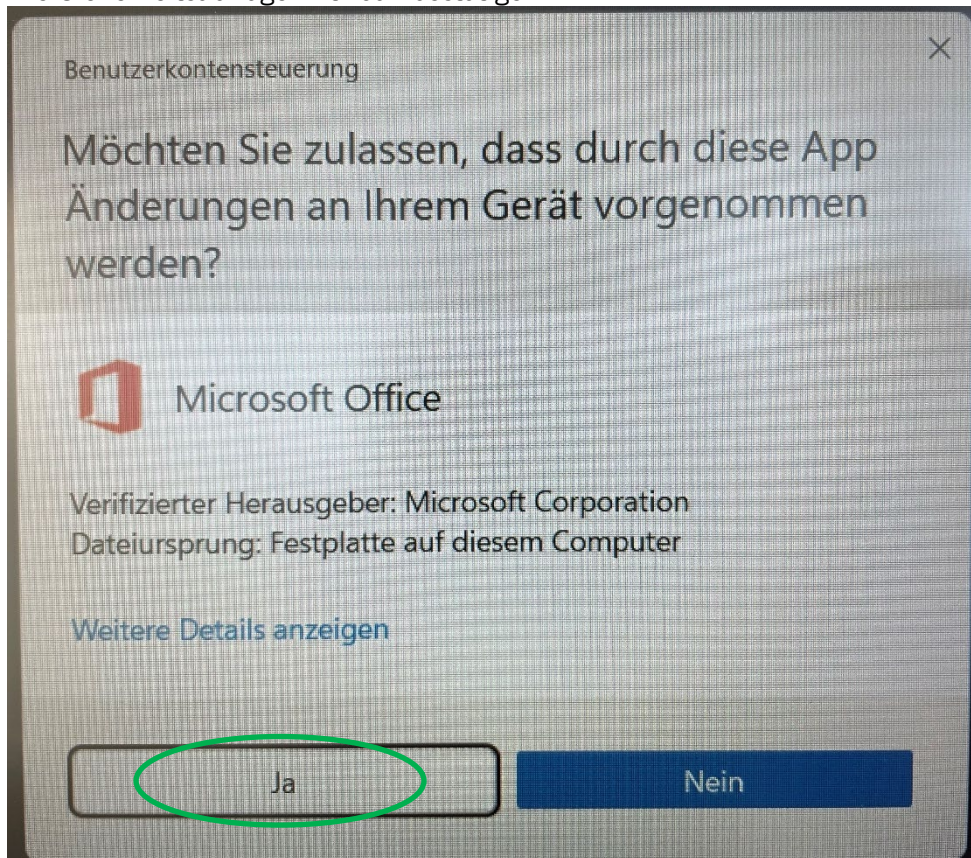 Benutzerkontensteuerung
Möchten Sie zulassen, dass durch diese App
Änderungen an Ihrem Gerät vorgenommen
werden?
Microsoft Office
Verifizierter Herausgeber: Microsoft Corporation
Dateiursprung: Festplatte auf diesem Computer
Weitere Details anzeigen
Ja Nein